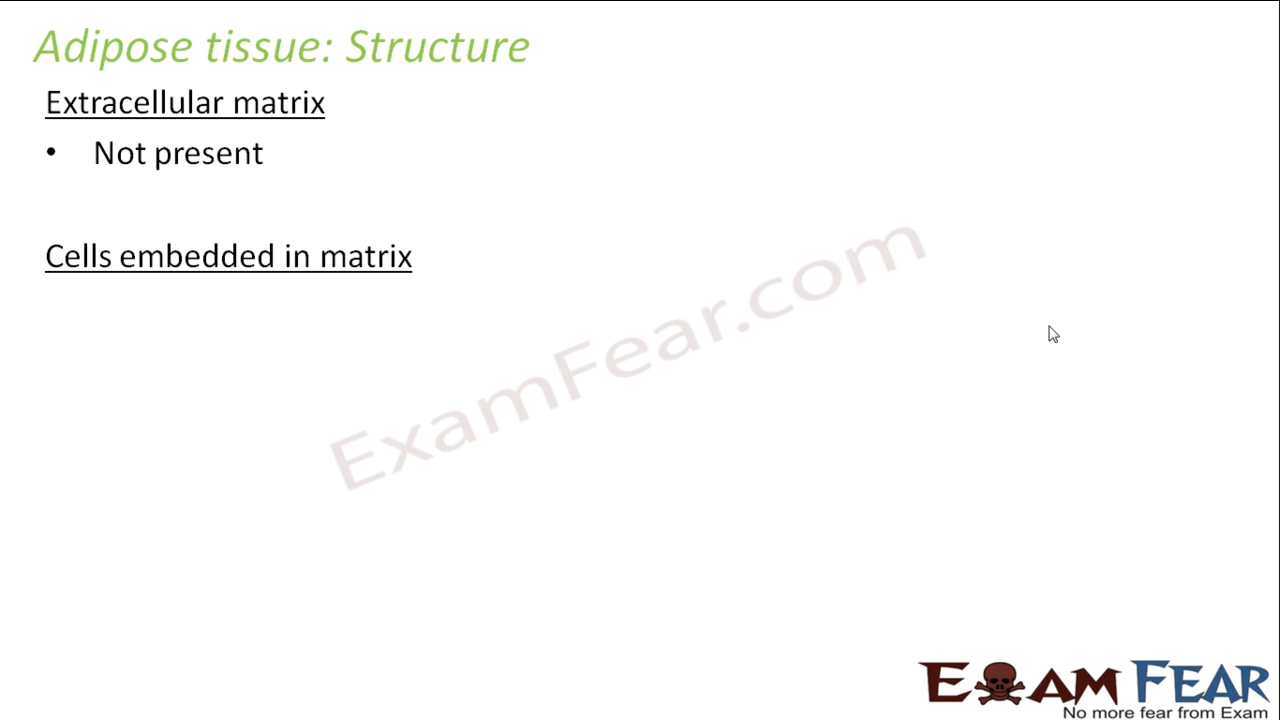 Adipose tissue: Structure
Extracellular matrix
• Not present
Cells embedded in matrix
ExamFear.com
EXAM FEAR
No more fear from Exam